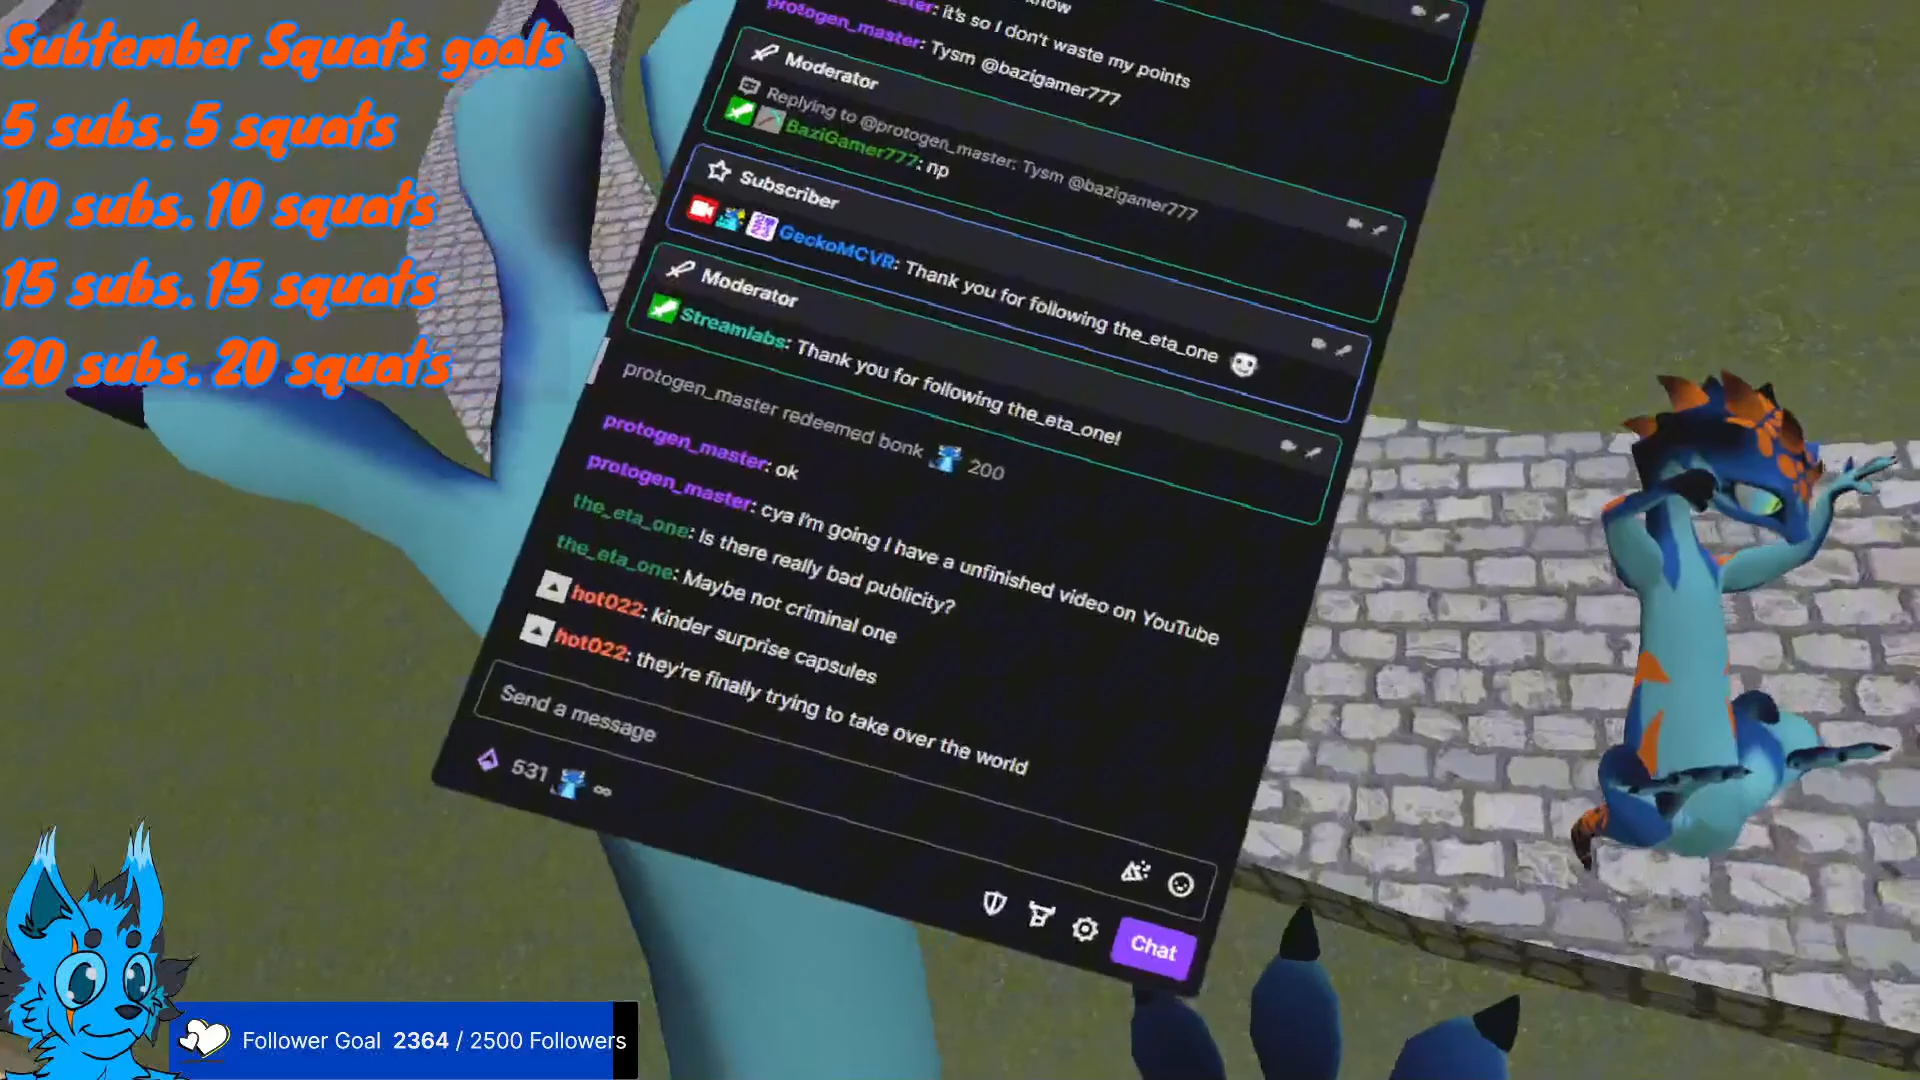 Subtember Squats goals
5 subs. 5 squats
10 subs. 10 squats
15 subs. 15 squats
20 subs. 20 squats
it's so I don't waste my points
protogen_master: Tysm @bazigamer777
Moderator
Replying to @protogen_master: Tysm @bazigamer777
BaziGamer777: np
Subscriber
GeckoMCVR: Thank you for following the_eta_one
Moderator
Streamlabs: Thank you for following the_eta_one!
protogen_master redeemed bonk 200
protogen_master: ok
protogen_master: cya I'm going I have a unfinished video on YouTube
the_eta_one: Is there really bad publicity?
the_eta_one: Maybe not criminal one
hot022: kinder surprise capsules
hot022: they're finally trying to take over the world
Send a message
531 ∞
Chat
Follower Goal 2364 / 2500 Followers